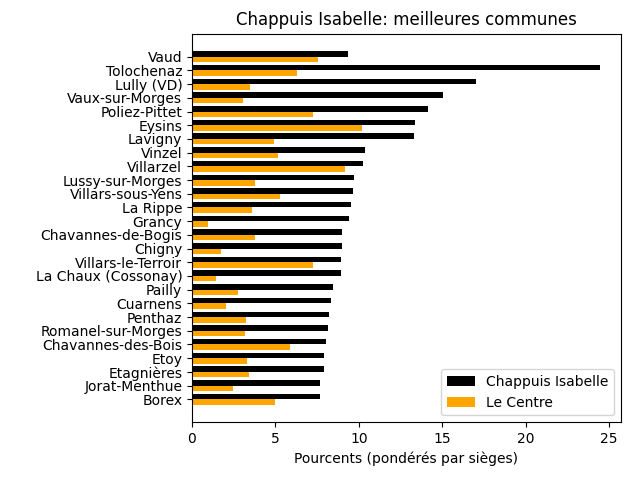 Chappuis Isabelle: meilleures communes
Vaud
Tolochenaz
Lully (VD)
Vaux-sur-Morges
Poliez-Pittet
Eysins
Lavigny
Vinzel
Villarzel
Lussy-sur-Morges
Villars-sous-Yens
La Rippe
Grancy
Chavannes-de-Bogis
Chigny
Villars-le-Terroir
La Chaux (Cossonay)
Pailly
Cuarnens
Penthaz
Romanel-sur-Morges
Chavannes-des-Bois
Etoy
Etagnières
Jorat-Menthue
Borex
Chappuis Isabelle
Le Centre
0 5 10 15 20 25
Pourcents (pondérés par sièges)